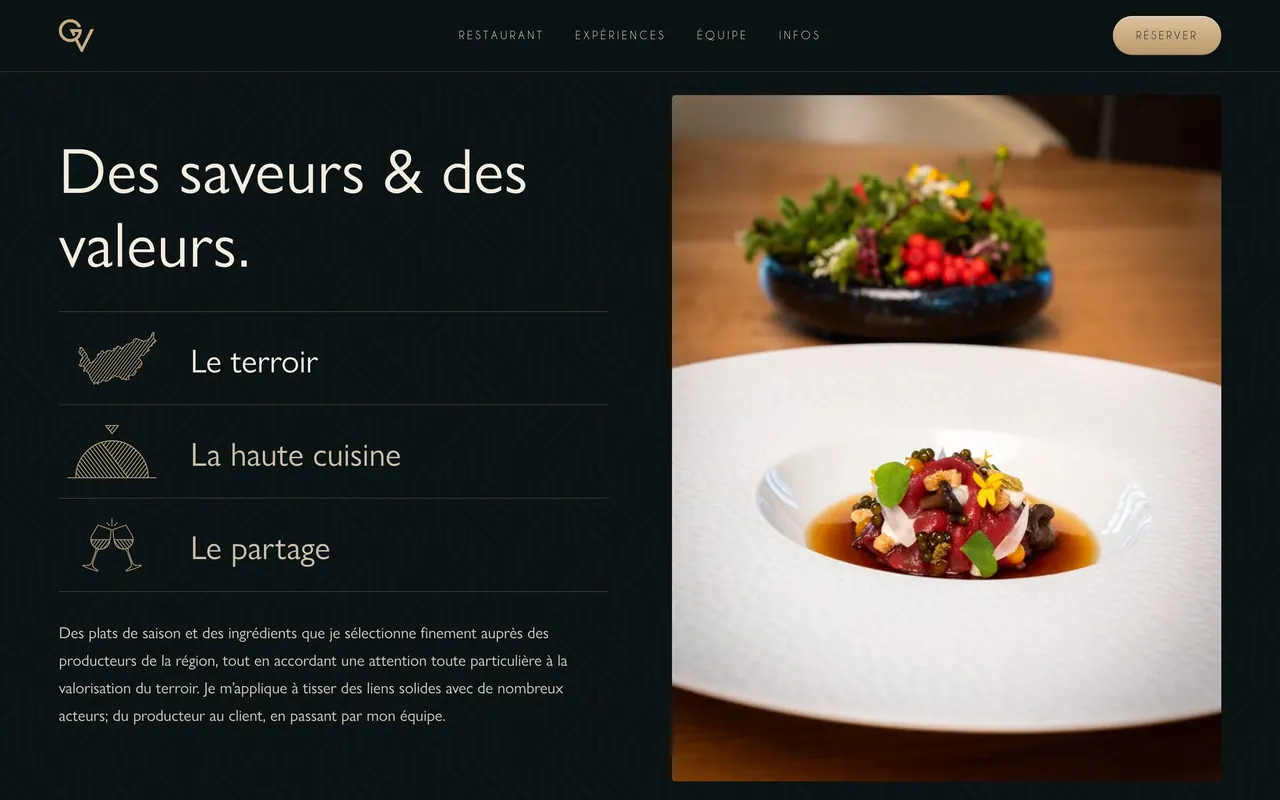 GV
RESTAURANT
EXPÉRIENCES
ÉQUIPE
INFOS
RÉSERVER
Des saveurs & des
valeurs.
Le terroir
La haute cuisine
Le partage
Des plats de saison et des ingrédients que je sélectionne finement auprès des
producteurs de la région, tout en accordant une attention toute particulière à la
valorisation du terroir. Je m’applique à tisser des liens solides avec de nombreux
acteurs; du producteur au client, en passant par mon équipe.